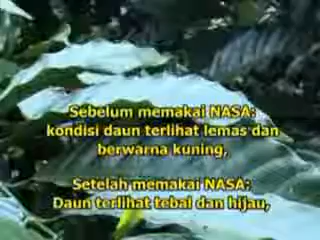 Sebelum memakai NASA:
kondisi daun terlihat lemas dan
berwarna kuning,
Setelah memakai NASA:
Daun terlihat tebal dan hijau,